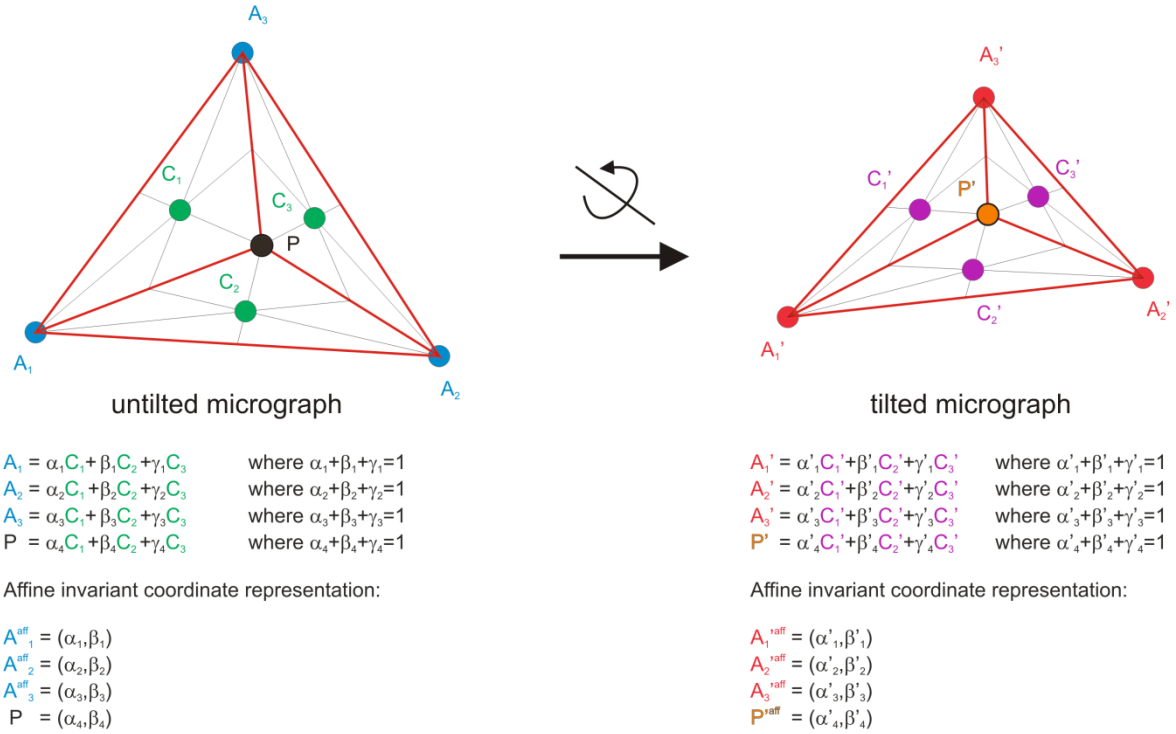 A₃
A₃’
C₁
C₃
P
C₂
A₁
A₂
C₁’
P’
C₃’
C₂’
A₁’
A₂’
untilted micrograph
tilted micrograph
A₁ = α₁C₁+β₁C₂+γ₁C₃ where α₁+β₁+γ₁=1
A₂ = α₂C₁+β₂C₂+γ₂C₃ where α₂+β₂+γ₂=1
A₃ = α₃C₁+β₃C₂+γ₃C₃ where α₃+β₃+γ₃=1
P = α₄C₁+β₄C₂+γ₄C₃ where α₄+β₄+γ₄=1
Affine invariant coordinate representation:
A^aff₁ = (α₁,β₁)
A^aff₂ = (α₂,β₂)
A^aff₃ = (α₃,β₃)
P = (α₄,β₄)
A₁’ = α’₁C₁’+β’₁C₂’+γ’₁C₃’ where α’₁+β’₁+γ’₁=1
A₂’ = α’₂C₁’+β’₂C₂’+γ’₂C₃’ where α’₂+β’₂+γ’₂=1
A₃’ = α’₃C₁’+β’₃C₂’+γ’₃C₃’ where α’₃+β’₃+γ’₃=1
P’ = α’₄C₁’+β’₄C₂’+γ’₄C₃’ where α’₄+β’₄+γ’₄=1
Affine invariant coordinate representation:
A₁’^aff = (α’₁,β’₁)
A₂’^aff = (α’₂,β’₂)
A₃’^aff = (α’₃,β’₃)
P’^aff = (α’₄,β’₄)